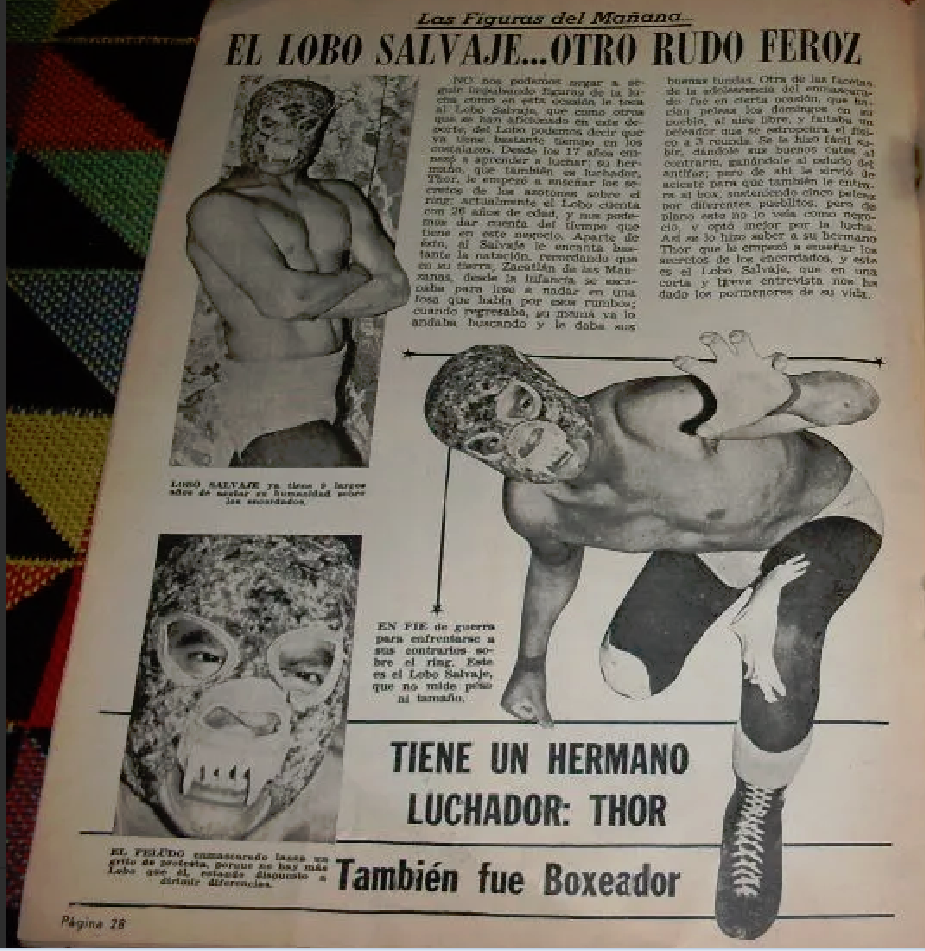 Las Figuras del Mañana...
EL LOBO SALVAJE...OTRO RUDO FEROZ
NO nos podemos negar a se-
guir impulsando figuras de la lu-
cha como en esta ocasión le toca
al Lobo Salvaje, que como otros
que se han aficionado en este de-
porte, del Lobo podemos decir que
ya tiene bastante tiempo en los
costalazos. Desde los 17 años em-
pezó a aprender a luchar; su her-
mano, que también es luchador,
Thor, le empezó a enseñar los se-
cretos de los azotones sobre el
ring; actualmente el Lobo cuenta
con 26 años de edad, y nos pode-
mos dar cuenta del tiempo que
tiene en este negocio. Aparte de
ésto, al Salvaje le encanta bas-
tante la natación, recordando que
en su tierra, Zacatlán de las Man-
zanas, desde la infancia se esca-
paba para irse a nadar en una
fosa que había por esos rumbos;
cuando regresaba, su mamá ya lo
andaba buscando y le daba sus
buenas tundas. Otra de las facetas
de la adolescencia del enmascara-
do fué en cierta ocasión, que ha-
cían peleas los domingos en su
pueblo, al aire libre, y faltaba un
peleador que se estropeara el físi-
co a 3 rounds. Se le hizo fácil su-
bir, dándole sus buenos cates al
contrario, ganándole al peludo del
antifaz; pero de ahí le sirvió de
aciate para que también le entra-
ra al box, sosteniendo cinco peleas
por diferentes pueblitos, pero de
plano esto no lo veía como nego-
cio, y optó mejor por la lucha.
Así se lo hizo saber a su hermano
Thor que le empezó a enseñar los
secretos de los encordados, y este
es el Lobo Salvaje, que en una
corta y breve entrevista nos ha
dado los pormenores de su vida.
LOBO SALVAJE ya tiene 9 largos
años de azotar su humanidad sobre
los encordados.
EN PIE de guerra
para enfrentarse a
sus contrarios so-
bre el ring. Este
es el Lobo Salvaje,
que no mide peso
ni tamaño.
TIENE UN HERMANO
LUCHADOR: THOR
EL PELUDO enmascarado lanza un
grito de protesta, porque no hay más
Lobo que él, estando dispuesto a
dirimir diferencias.
También fue Boxeador
Página 28